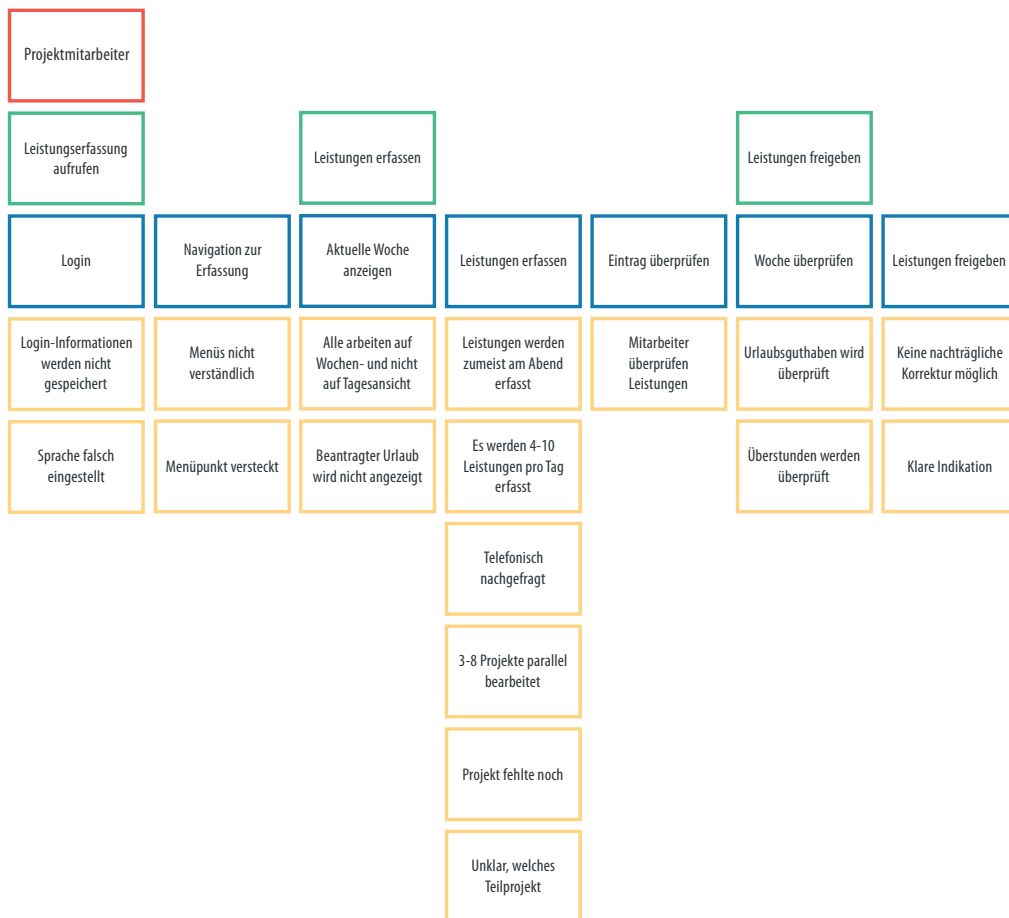 Projektmitarbeiter
Leistungserfassung
aufrufen
Leistungen erfassen
Leistungen freigeben
Login
Navigation zur
Erfassung
Aktuelle Woche
anzeigen
Leistungen erfassen
Eintrag überprüfen
Woche überprüfen
Leistungen freigeben
Login-Informationen
werden nicht
gespeichert
Menüs nicht
verständlich
Alle arbeiten auf
Wochen- und nicht
auf Tagesansicht
Leistungen werden
zumeist am Abend
erfasst
Mitarbeiter
überprüfen
Leistungen
Urlaubsguthaben wird
überprüft
Keine nachträgliche
Korrektur möglich
Sprache falsch
eingestellt
Menüpunkt versteckt
Beantragter Urlaub
wird nicht angezeigt
Es werden 4-10
Leistungen pro Tag
erfasst
Überstunden werden
überprüft
Klare Indikation
Telefonisch
nachgefragt
3-8 Projekte parallel
bearbeitet
Projekt fehlte noch
Unklar, welches
Teilprojekt